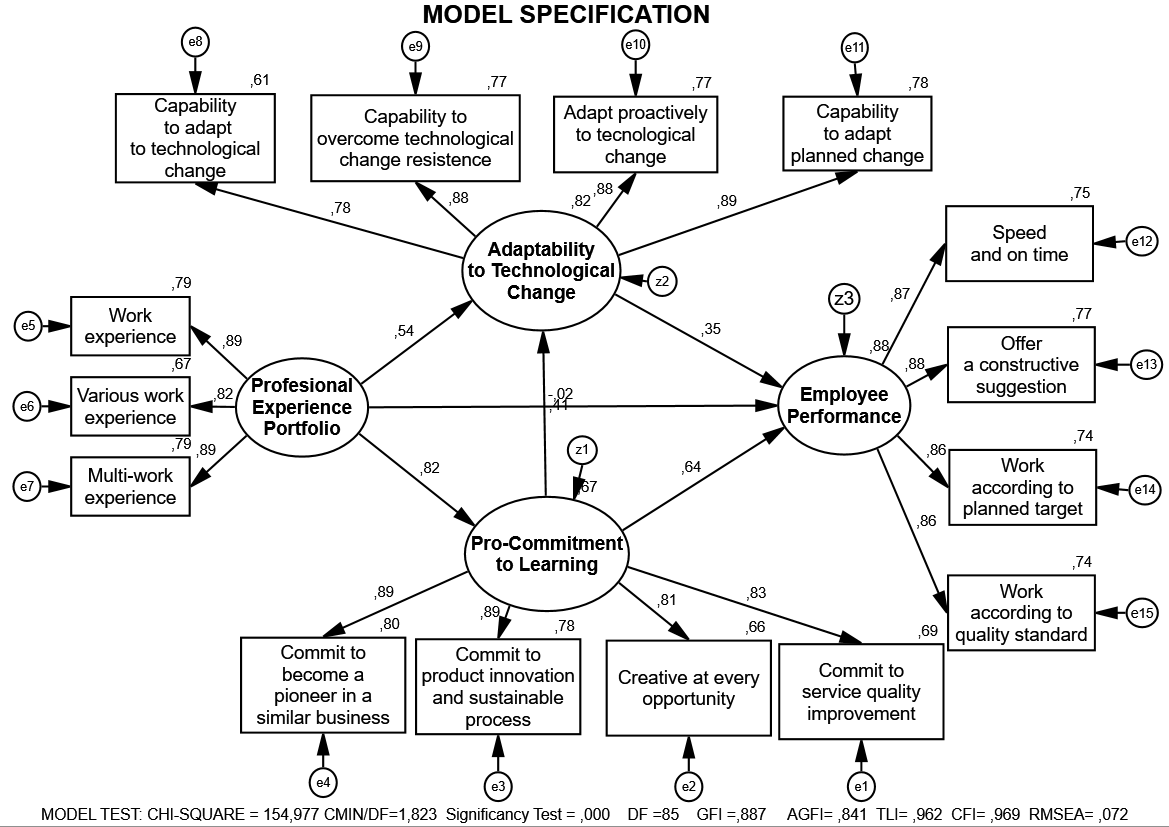 MODEL SPECIFICATION
e8
e9
e10
e11
,61
,77
,77
,78
Capability
to adapt
to technological
change
Capability to
overcome technological
change resistence
Adapt proactively
to tecnological
change
Capability
to adapt
planned change
,78
,88
,82
,88
,89
Adaptability
to Technological
Change
z2
,75
Speed
and on time
e12
,87
z3
,79
Work
experience
e5
,89
,54
,35
,88
,77
Offer
a constructive
suggestion
e13
,88
,67
Various work
experience
e6
,82
Profesional
Experience
Portfolio
-,02
,41
Employee
Performance
,79
Multi-work
experience
e7
,89
,82
z1
,67
,64
,86
,74
Work
according to
planned target
e14
,86
Pro-Commitment
to Learning
,74
Work
according to
quality standard
e15
,89
,89
,81
,83
,80
,78
,66
,69
Commit to
become a
pioneer in a
similar business
Commit to
product innovation
and sustainable
process
Creative at every
opportunity
Commit to
service quality
improvement
e4
e3
e2
e1
MODEL TEST: CHI-SQUARE = 154,977 CMIN/DF=1,823 Significancy Test = ,000 DF =85 GFI =,887 AGFI= ,841 TLI= ,962 CFI= ,969 RMSEA= ,072